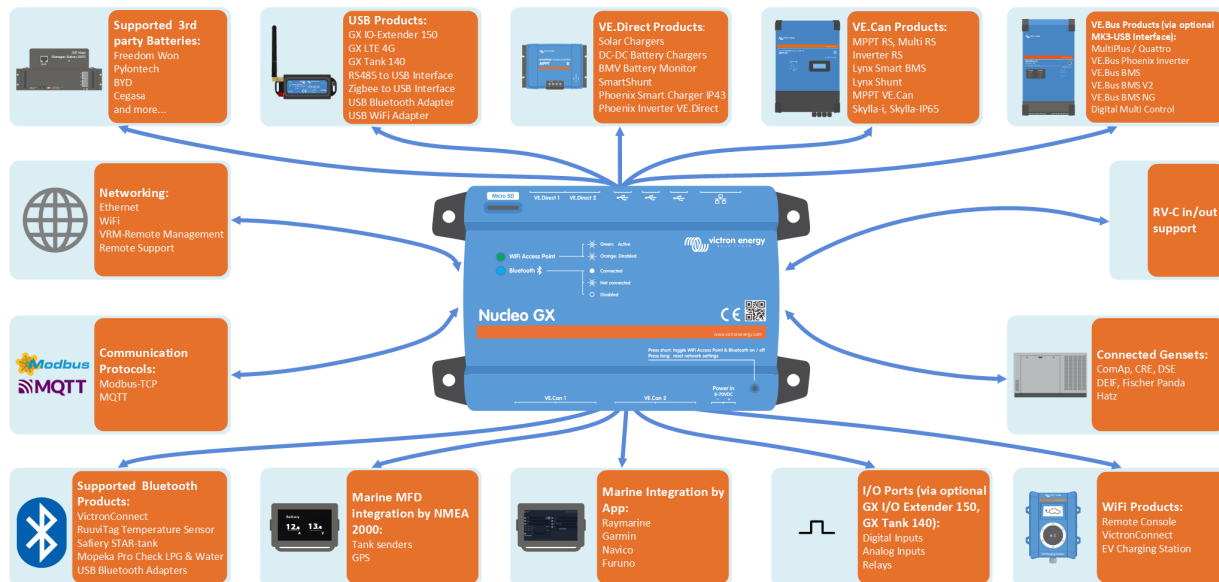 Supported 3rd
party Batteries:
Freedom Won
Pylontech
BYD
Cegasa
and more...
USB Products:
GX IO-Extender 150
GX LTE 4G
GX Tank 140
RS485 to USB Interface
Zigbee to USB Interface
USB Bluetooth Adapter
USB WiFi Adapter
VE.Direct Products:
Solar Chargers
DC-DC Battery Chargers
BMV Battery Monitor
SmartShunt
Phoenix Smart Charger IP43
Phoenix Inverter VE.Direct
VE.Can Products:
MPPT RS, Multi RS
Inverter RS
Lynx Smart BMS
Lynx Shunt
MPPT VE.Can
Skylla-i, Skylla-IP65
VE.Bus Products (via optional
MK3-USB Interface):
MultiPlus / Quattro
VE.Bus Phoenix Inverter
VE.Bus BMS
VE.Bus BMS V2
VE.Bus BMS NG
Digital Multi Control
Networking:
Ethernet
WiFi
VRM-Remote Management
Remote Support
Micro SD
VE.Direct 1
VE.Direct 2
WiFi Access Point
Green: Active
Orange: Disabled
Bluetooth
Connected
Not connected
Disabled
victron energy
BLUE POWER
Nucleo GX
CE
www.victronenergy.com
Press short: toggle WiFi Access Point & Bluetooth on / off
Press long: reset network settings
Power in
8-70VDC
- +
VE.Can 1
VE.Can 2
RV-C in/out
support
Modbus
MQTT
Communication
Protocols:
Modbus-TCP
MQTT
Connected Gensets:
ComAp, CRE, DSE
DEIF, Fischer Panda
Hatz
Supported Bluetooth
Products:
VictronConnect
RuuviTag Temperature Sensor
Safiery STAR-tank
Mopeka Pro Check LPG & Water
USB Bluetooth Adapters
Battery
Marine MFD
integration by NMEA
2000:
Tank senders
GPS
Marine Integration by
App:
Raymarine
Garmin
Navico
Furuno
I/O Ports (via optional
GX I/O Extender 150,
GX Tank 140):
Digital Inputs
Analog Inputs
Relays
WiFi Products:
Remote Console
VictronConnect
EV Charging Station